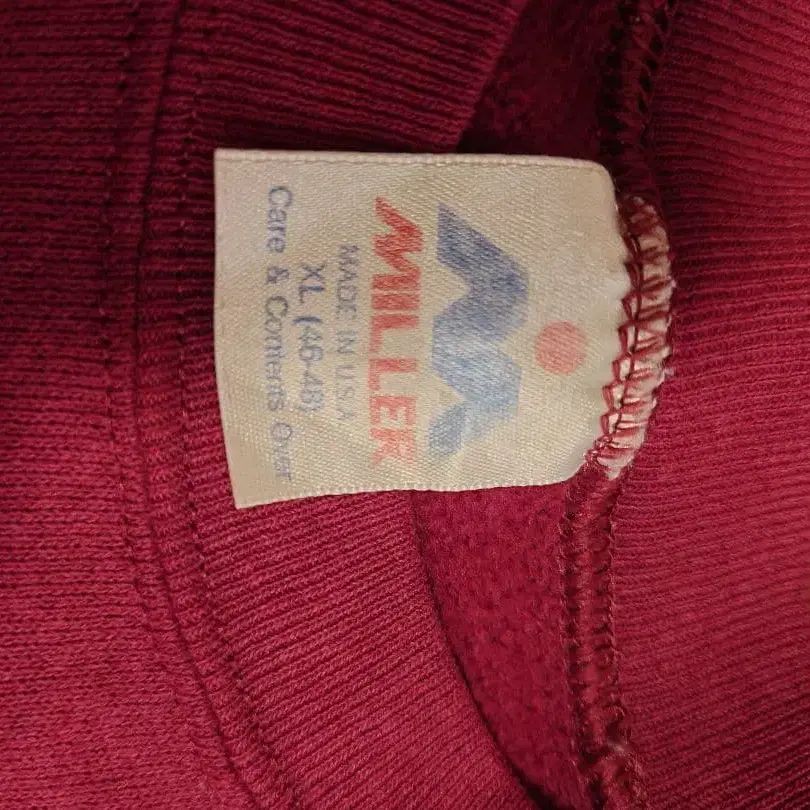 MILLER
MADE IN U.S.A
XL (46-48)
Care & Contents Over